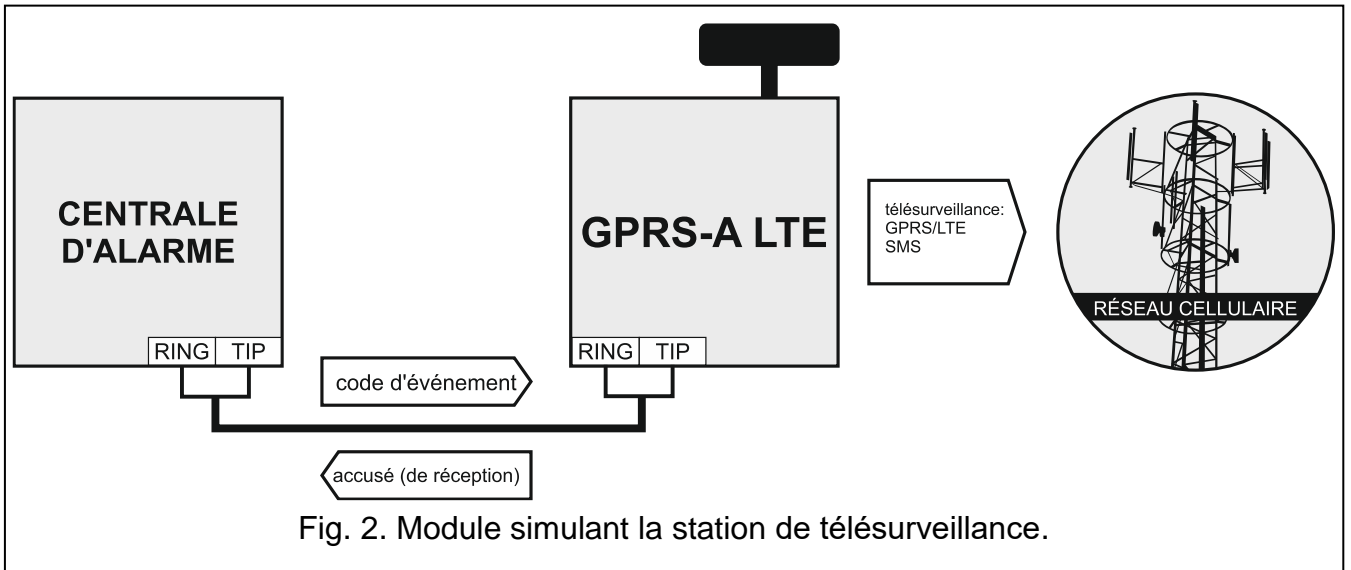 CENTRALE
D'ALARME
RING TIP
GPRS-A LTE
RING TIP
code d'événement
accusé (de réception)
télésurveillance:
GPRS/LTE
SMS
RÉSEAU CELLULAIRE
Fig. 2. Module simulant la station de télésurveillance.